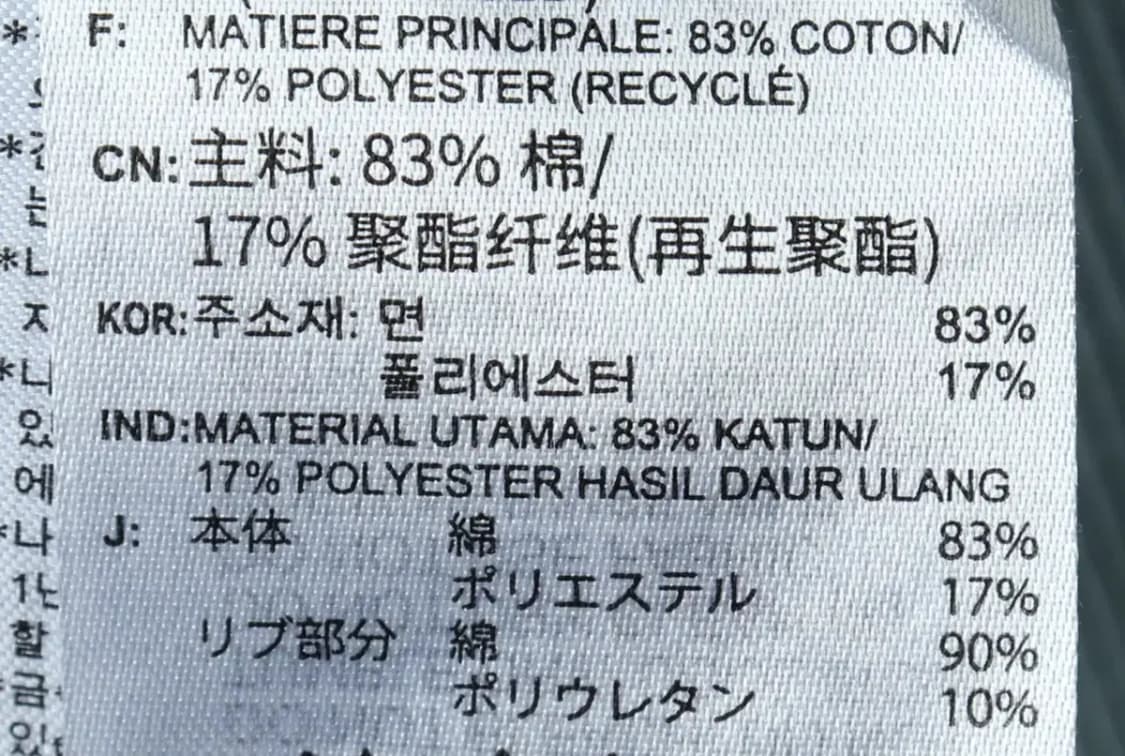 F: MATIERE PRINCIPALE: 83% COTON/
17% POLYESTER (RECYCLÉ)
CN: 主料: 83% 棉/
17% 聚酯纤维(再生聚酯)
KOR: 주소재: 면 83%
폴리에스터 17%
IND: MATERIAL UTAMA: 83% KATUN/
17% POLYESTER HASIL DAUR ULANG
J: 本体 綿 83%
ポリエステル 17%
リブ部分 綿 90%
ポリウレタン 10%